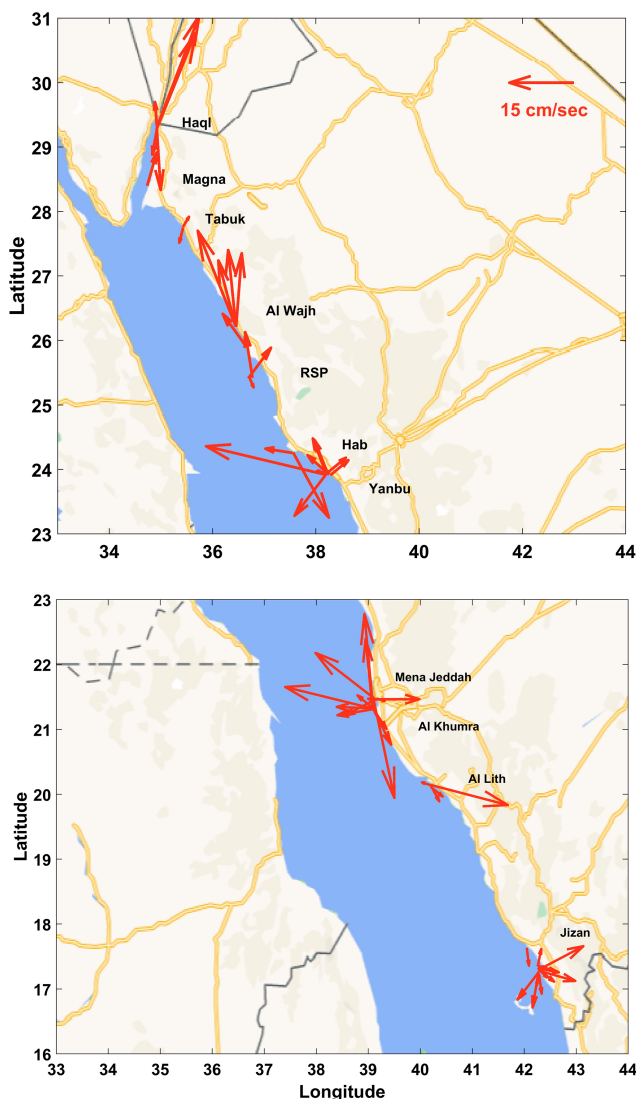 31
30
29
28
27
26
25
24
23
Latitude
15 cm/sec
Haql
Magna
Tabuk
Al Wajh
RSP
Hab
Yanbu
34 36 38 40 42 44
23
22
21
20
19
18
17
16
Latitude
Mena Jeddah
Al Khumra
Al Lith
Jizan
33 34 35 36 37 38 39 40 41 42 43 44
Longitude